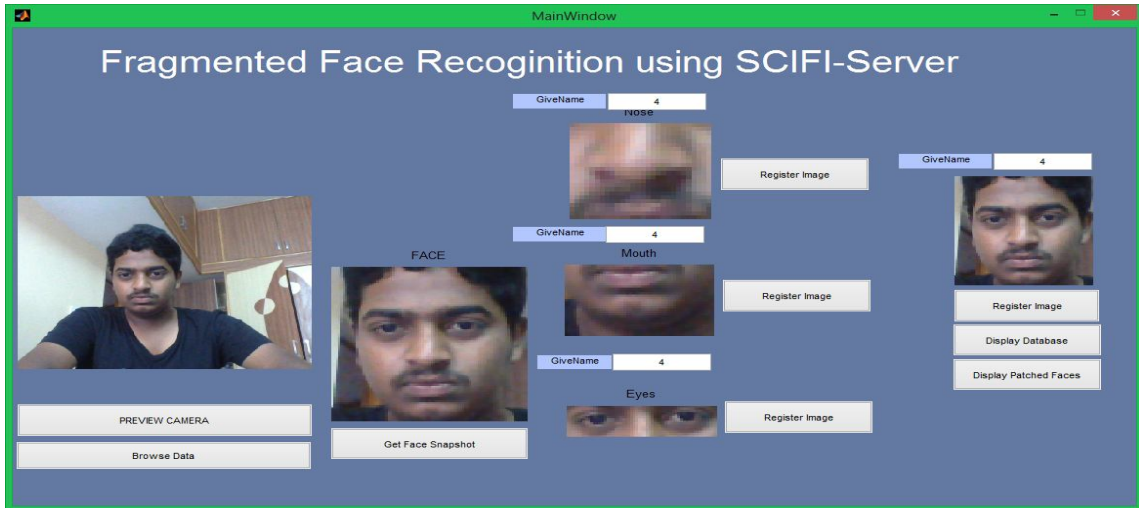 MainWindow
Fragmented Face Recoginition using SCIFI-Server
GiveName 4
Nose
Register Image
GiveName 4
GiveName 4
Mouth
FACE
Register Image
Register Image
GiveName 4
Display Database
Display Patched Faces
Eyes
Register Image
PREVIEW CAMERA
Get Face Snapshot
Browse Data